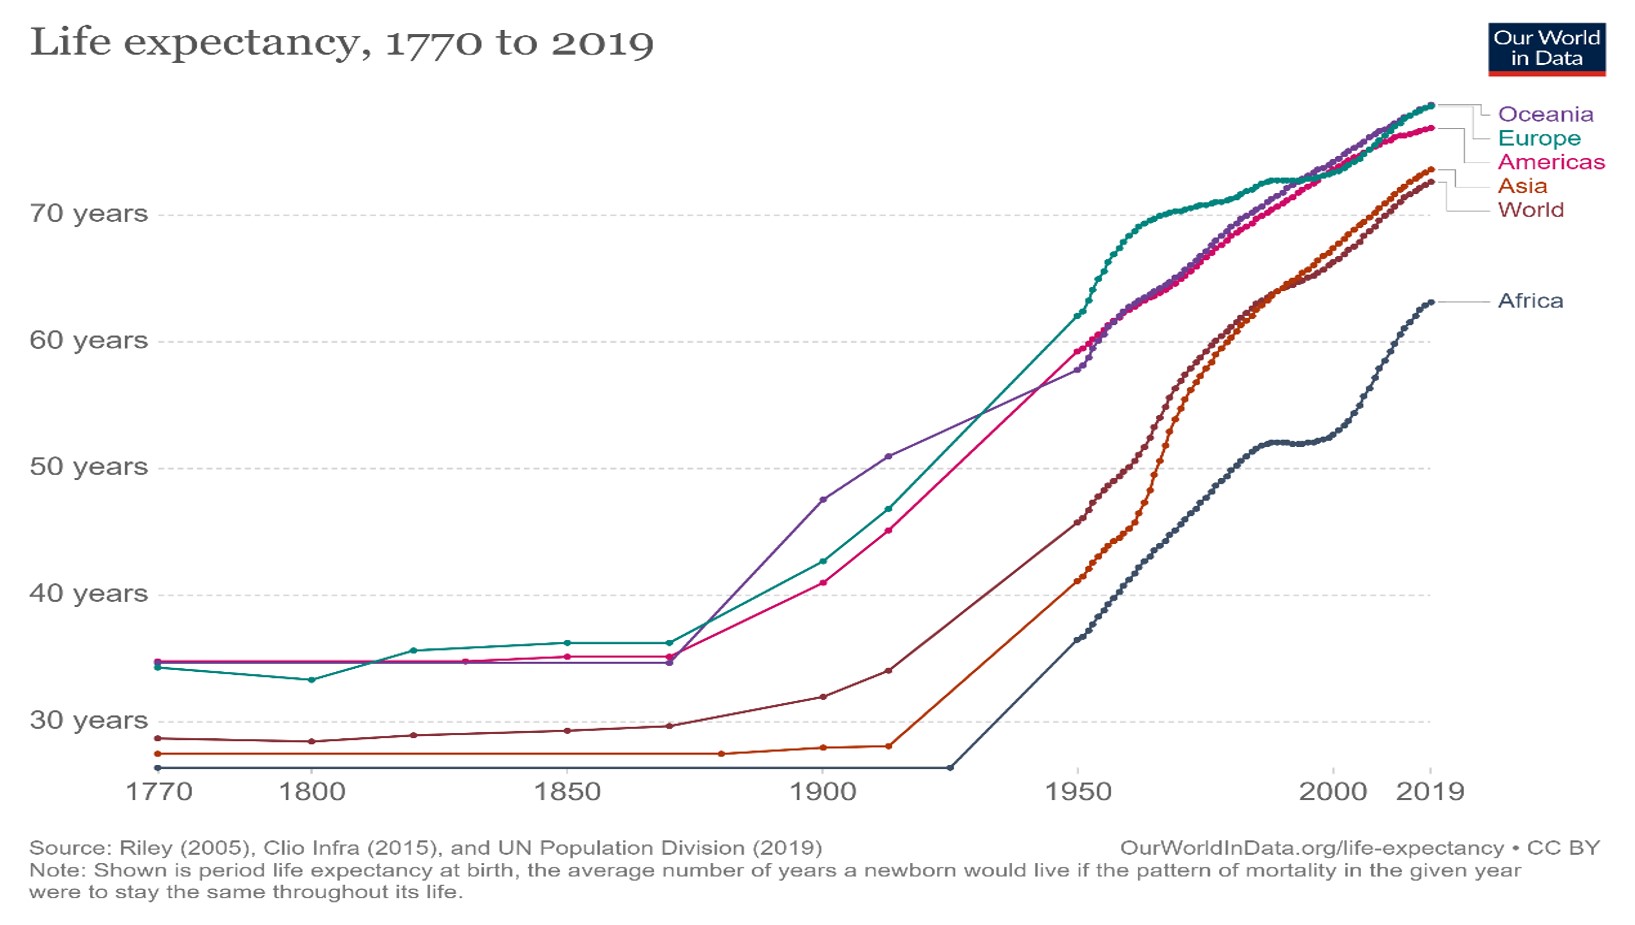 Life expectancy, 1770 to 2019
Our World
in Data
Oceania
Europe
Americas
Asia
World
Africa
70 years
60 years
50 years
40 years
30 years
1770 1800 1850 1900 1950 2000 2019
Source: Riley (2005), Clio Infra (2015), and UN Population Division (2019)
OurWorldInData.org/life-expectancy • CC BY
Note: Shown is period life expectancy at birth, the average number of years a newborn would live if the pattern of mortality in the given year
were to stay the same throughout its life.